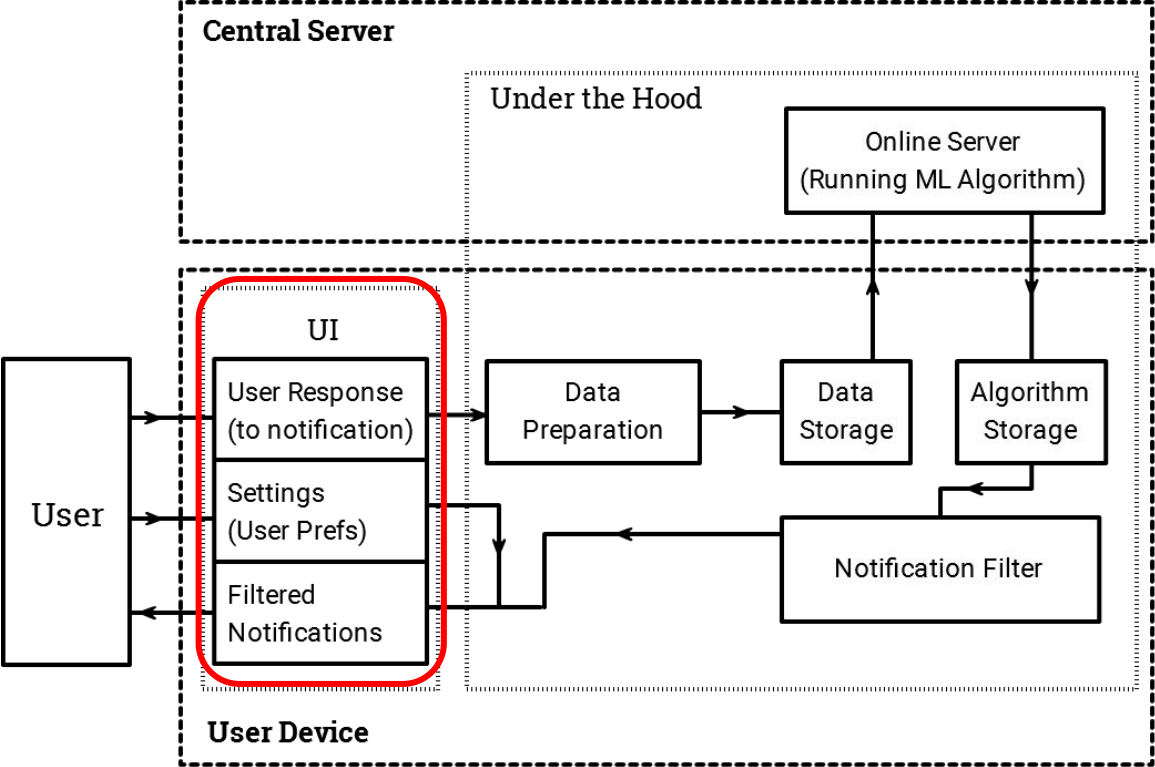 Central Server
Under the Hood
Online Server
(Running ML Algorithm)
UI
User
User Response
(to notification)
Settings
(User Prefs)
Filtered
Notifications
Data
Preparation
Data
Storage
Algorithm
Storage
Notification Filter
User Device